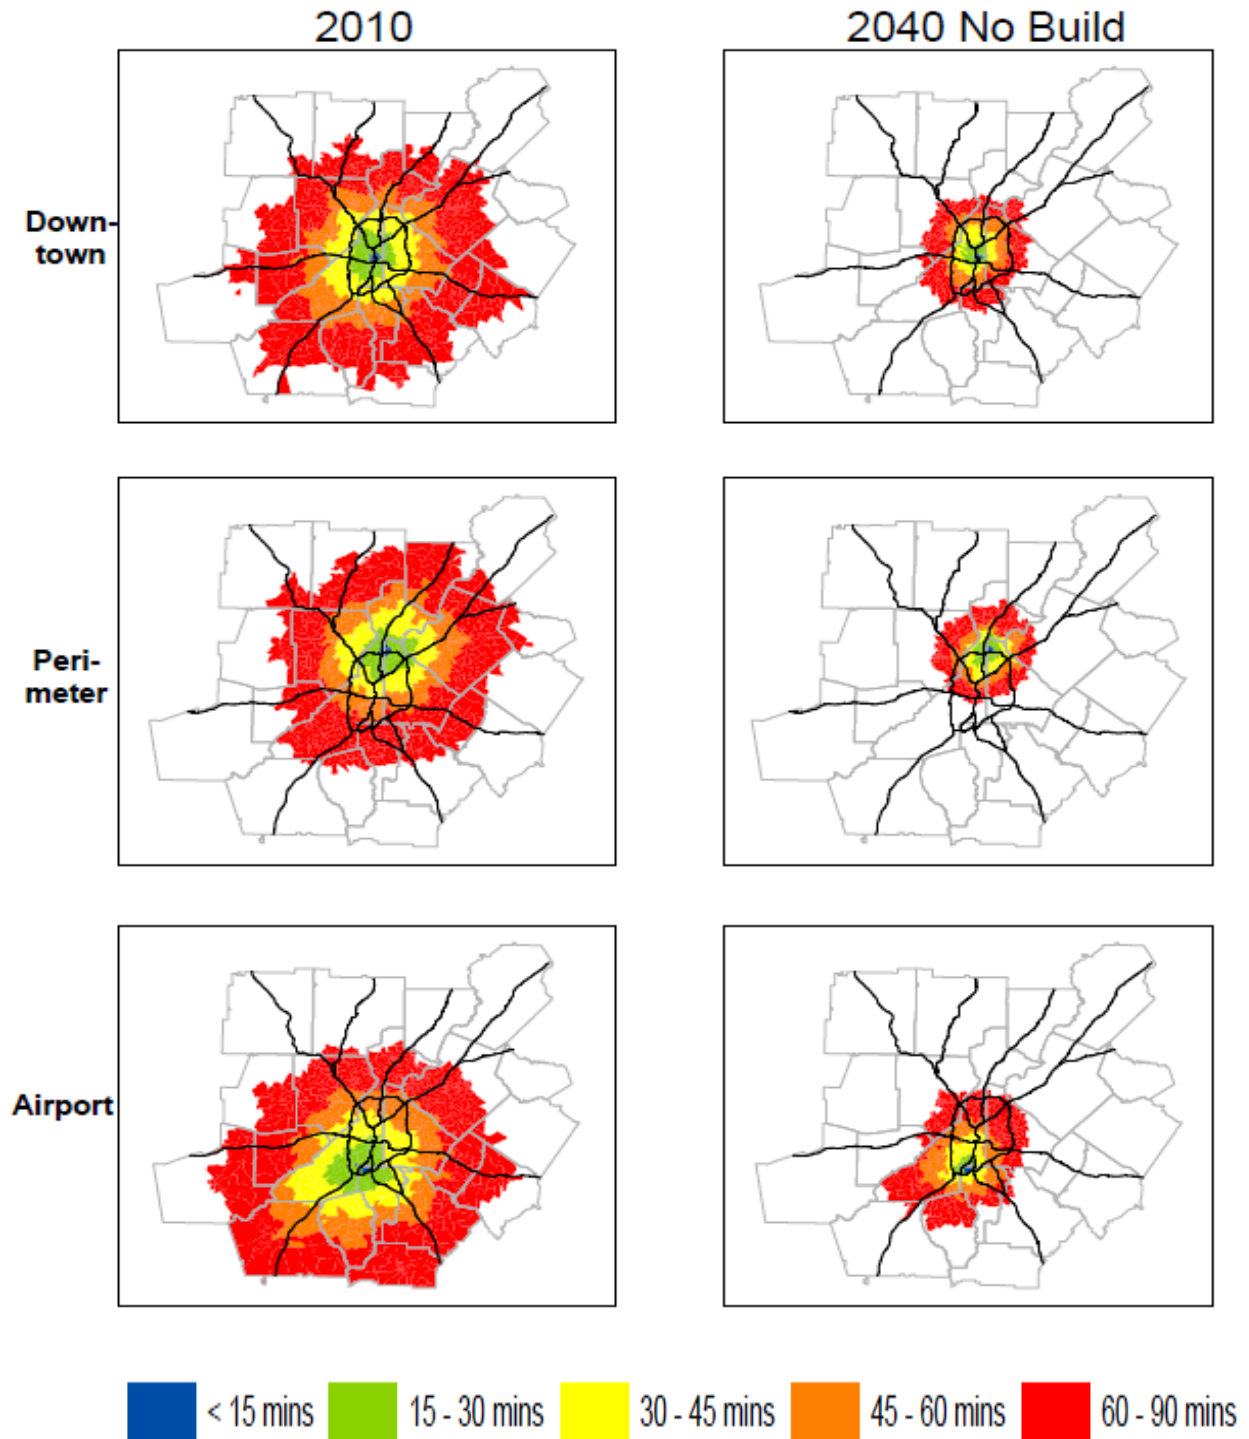 2010
2040 No Build
Down-
town
Peri-
meter
Airport
< 15 mins
15 - 30 mins
30 - 45 mins
45 - 60 mins
60 - 90 mins